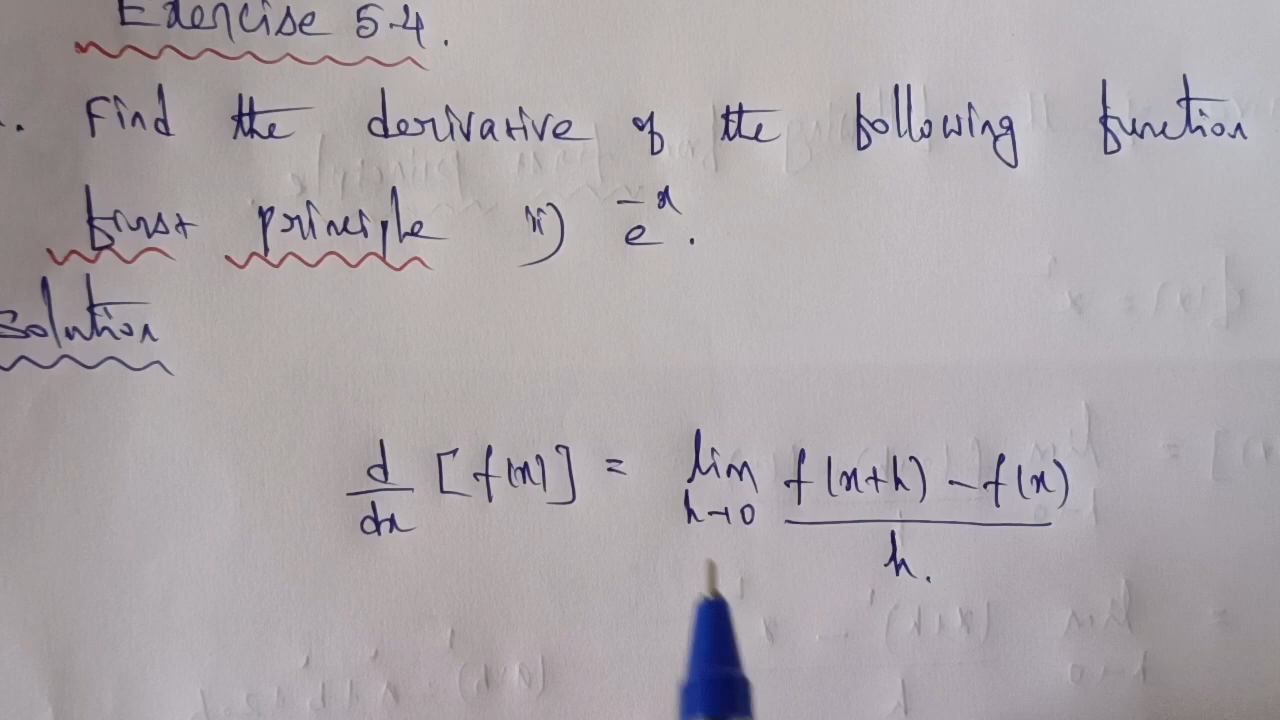 Exercise 5.4.
. Find the derivative of the following function
first principle ii) e^-x.
Solution
d/dx [f(x)] = lim h→0 f(x+h) - f(x) / h.